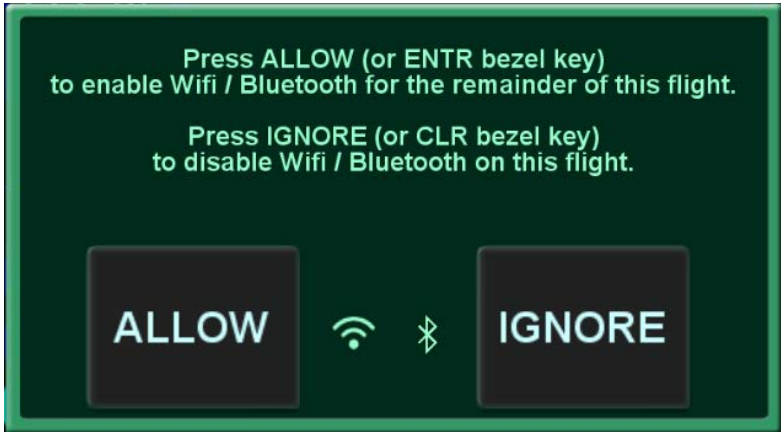 Press ALLOW (or ENTR bezel key)
to enable Wifi / Bluetooth for the remainder of this flight.
Press IGNORE (or CLR bezel key)
to disable Wifi / Bluetooth on this flight.
ALLOW
IGNORE